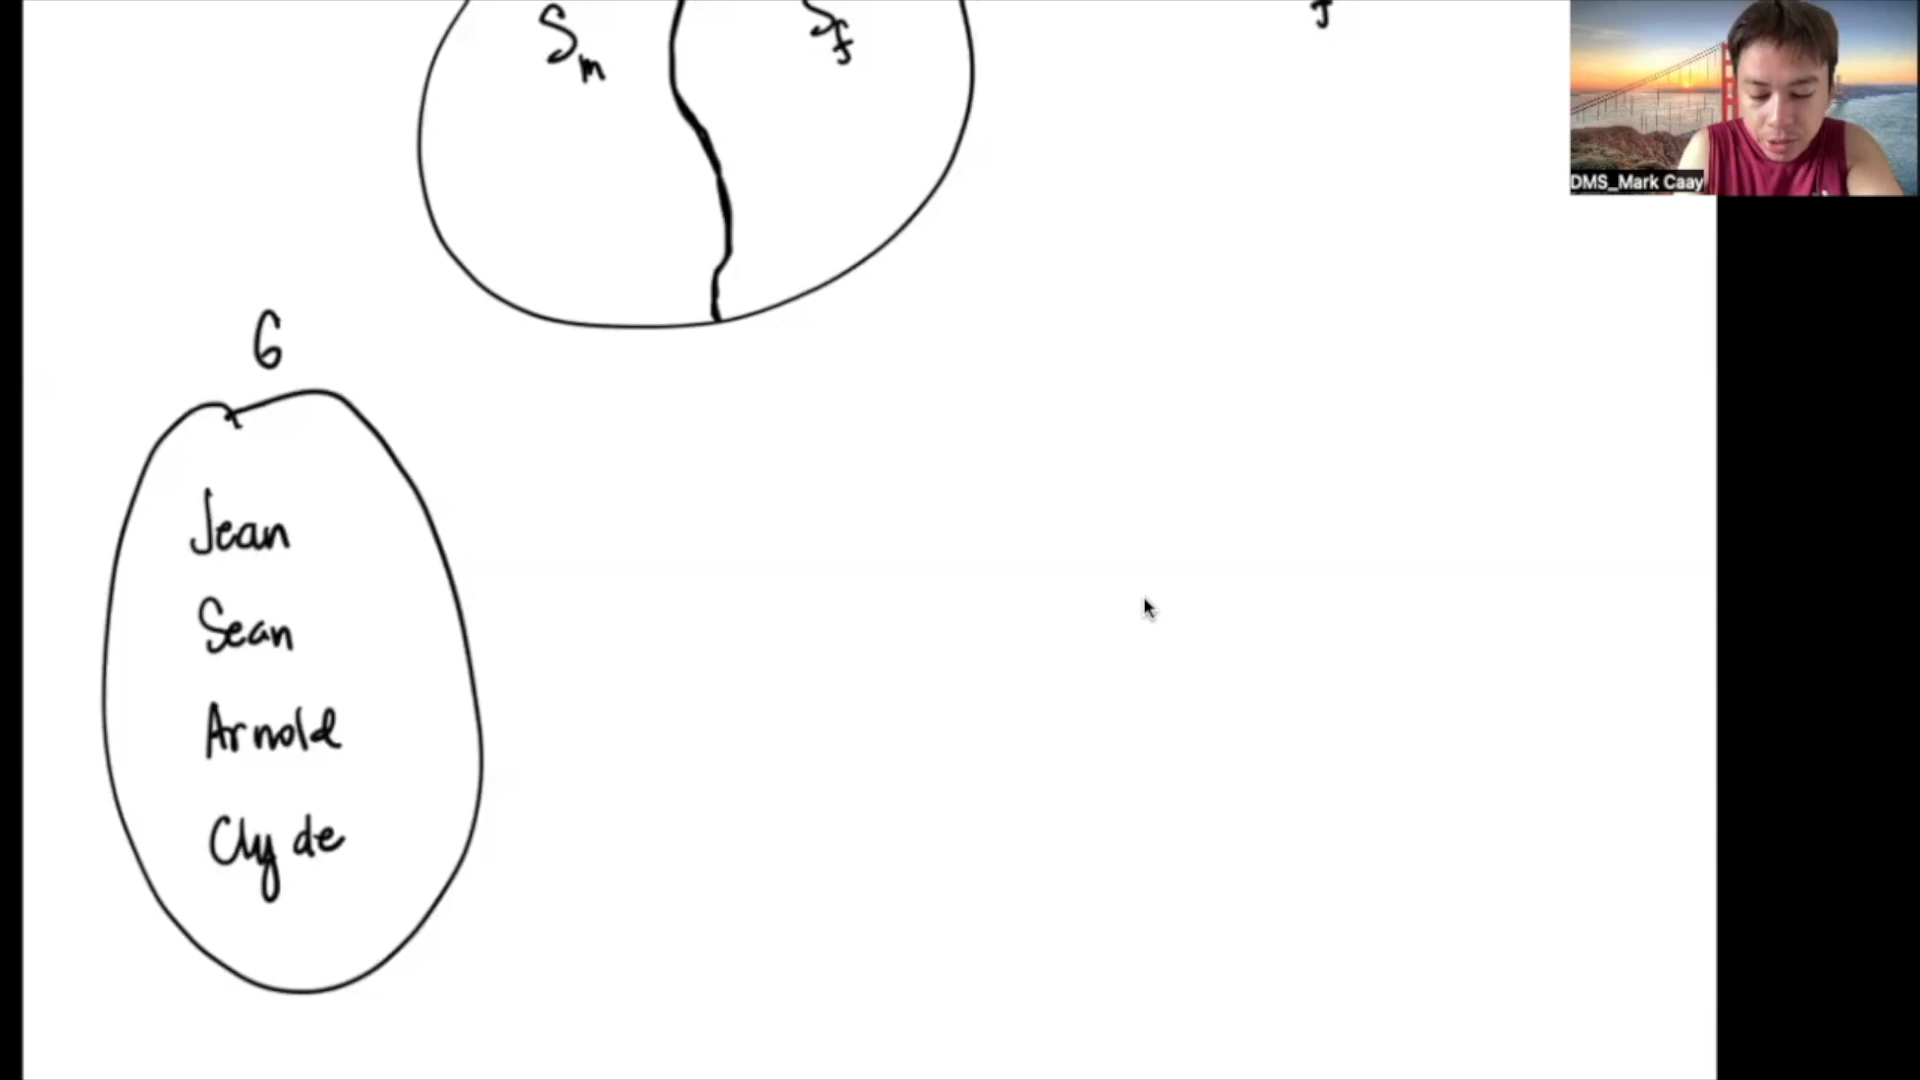 Sm
Sf
f
DMS_Mark Caay
G
Jean
Sean
Arnold
Clyde